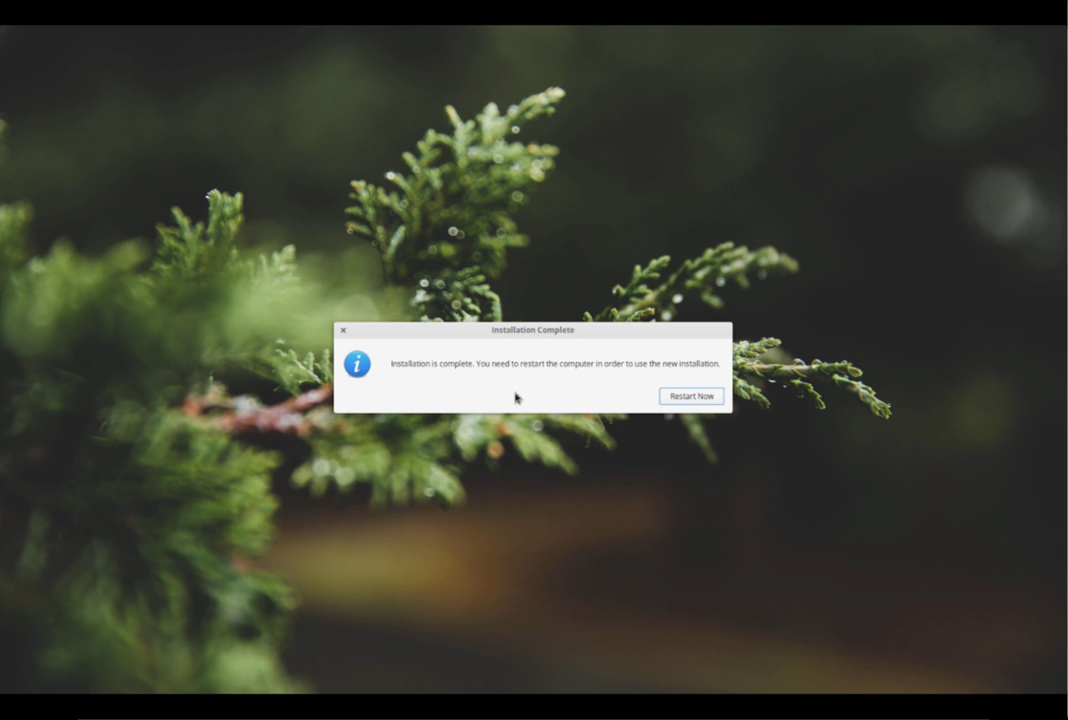 Installation Complete
Installation is complete. You need to restart the computer in order to use the new installation.
Restart Now